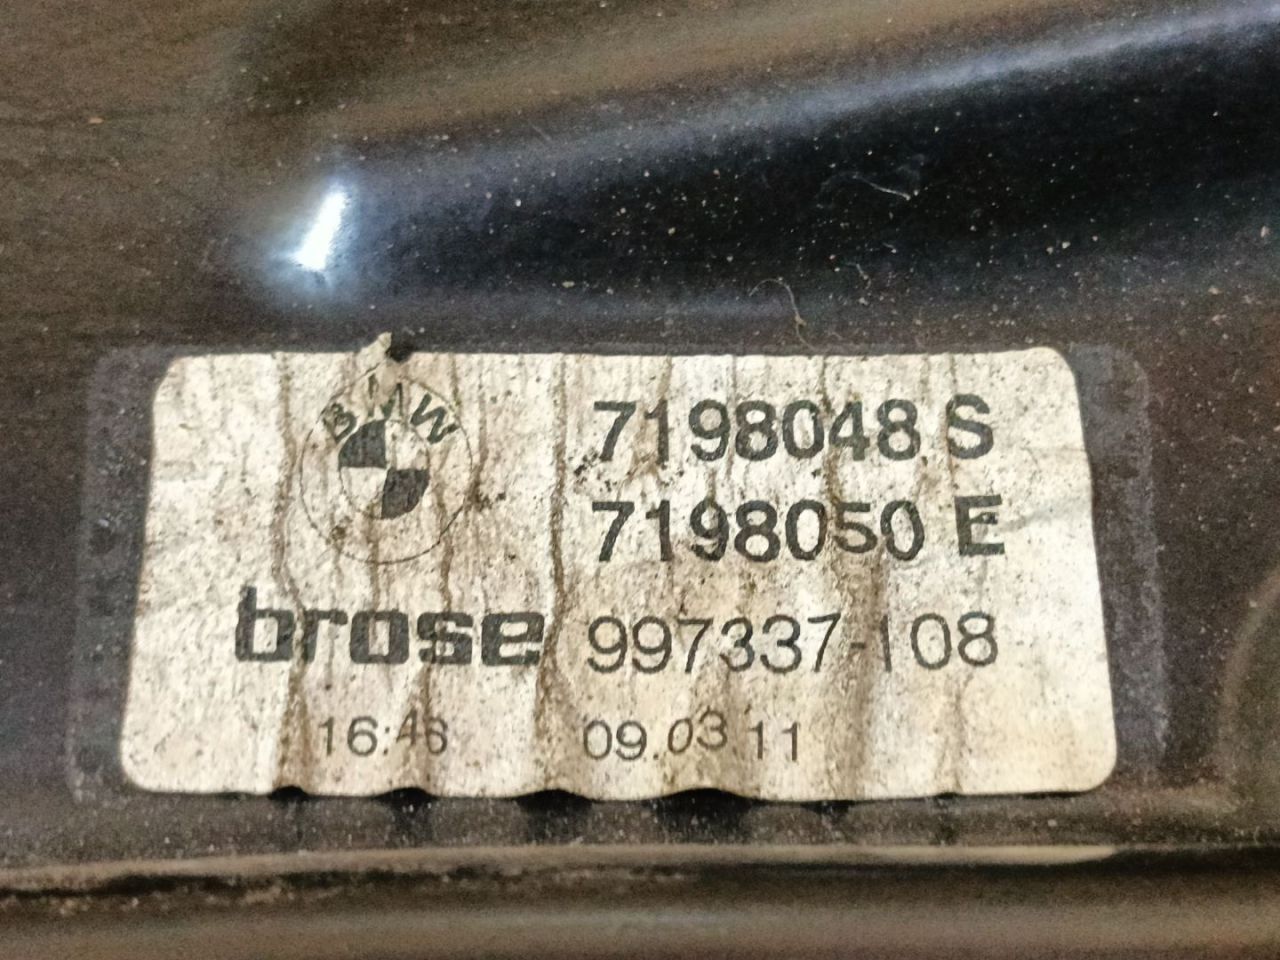 BMW
7198048 S
7198050 E
brose 997337-108
16:46 09.03.11